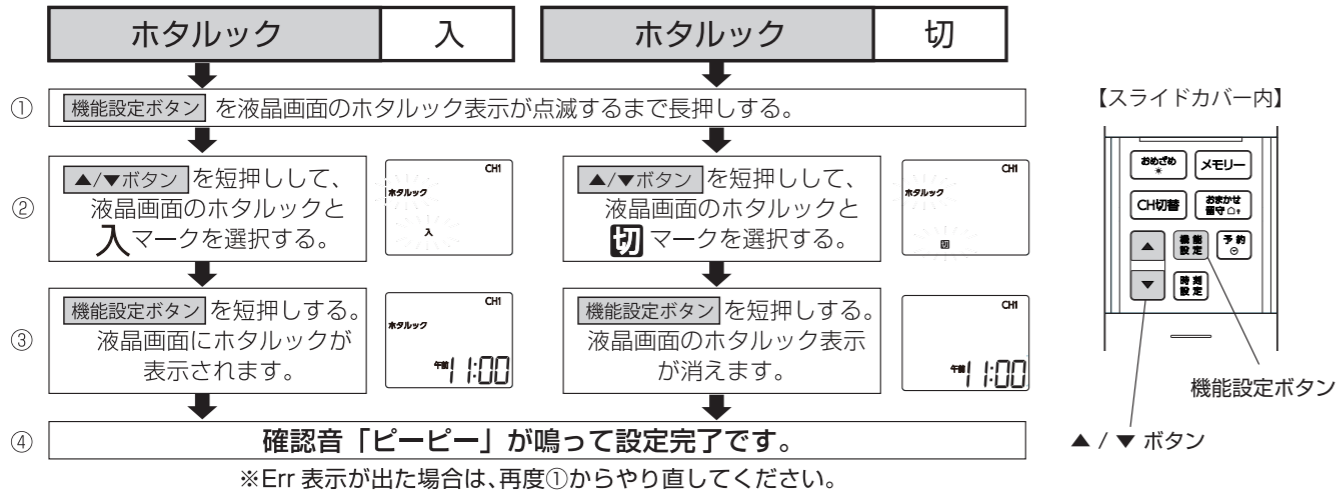 ホタルック 入 ホタルック 切
① 機能設定ボタン を液晶画面のホタルック表示が点滅するまで長押しする。
②
▲/▼ボタン を短押しして、
液晶画面のホタルックと
入マークを選択する。
CH1
ホタルック
入
▲/▼ボタン を短押しして、
液晶画面のホタルックと
切マークを選択する。
CH1
ホタルック
切
③
機能設定ボタン を短押しする。
液晶画面にホタルックが
表示されます。
CH1
ホタルック
午前11:00
機能設定ボタン を短押しする。
液晶画面のホタルック表示
が消えます。
CH1
午前11:00
④ 確認音「ピーピー」が鳴って設定完了です。
※Err 表示が出た場合は、再度①からやり直してください。
【スライドカバー内】
おめざめ メモリー
CH切替 おまかせ
留守
▲ 機能
設定 予約
▼ 時刻
設定
機能設定ボタン
▲ / ▼ ボタン